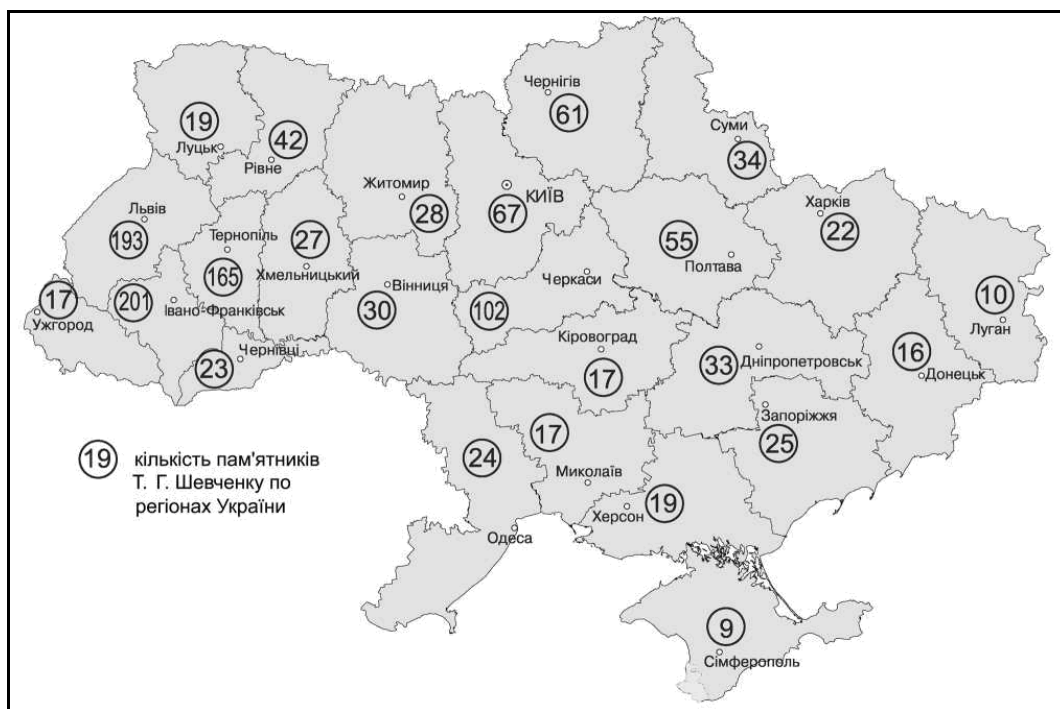 Чернігів
61
19
Луцьк
42
Рівне
Суми
34
Житомир
28
КИЇВ
67
Львів
193
Харків
22
Тернопіль
165
27
Хмельницький
55
Полтава
Черкаси
102
17
Ужгород
201
Івано-Франківськ
Вінниця
30
10
Луган
Чернівці
23
Кіровоград
17
33
Дніпропетровськ
16
Донецьк
Запоріжжя
25
17
Миколаїв
24
Одеса
19
Херсон
19 кількість пам'ятників
Т. Г. Шевченку по
регіонах України
9
Сімферополь